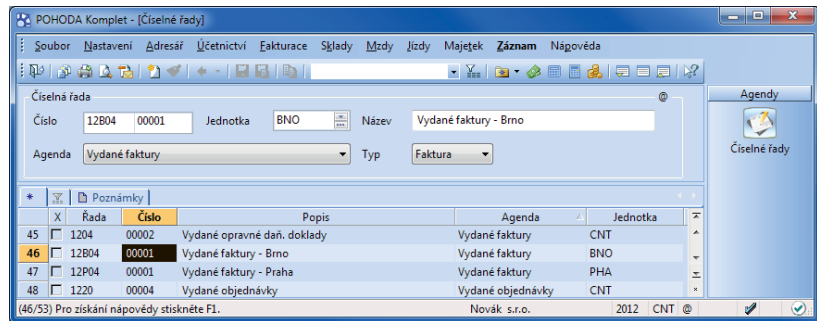 POHODA Komplet - [Číselné řady]
Soubor Nastavení Adresář Účetnictví Fakturace Sklady Mzdy Jízdy Majetek Záznam Nápověda
Číselná řada @
Číslo 12B04 00001 Jednotka BNO Název Vydané faktury - Brno
Agenda Vydané faktury Typ Faktura
Agendy
Číselné řady
* Poznámky
X Řada Číslo Popis Agenda Jednotka
45 1204 00002 Vydané opravné daň. doklady Vydané faktury CNT
46 12B04 00001 Vydané faktury - Brno Vydané faktury BNO
47 12P04 00001 Vydané faktury - Praha Vydané faktury PHA
48 1220 00004 Vydané objednávky Vydané objednávky CNT
(46/53) Pro získání nápovědy stiskněte F1. Novák s.r.o. 2012 CNT @